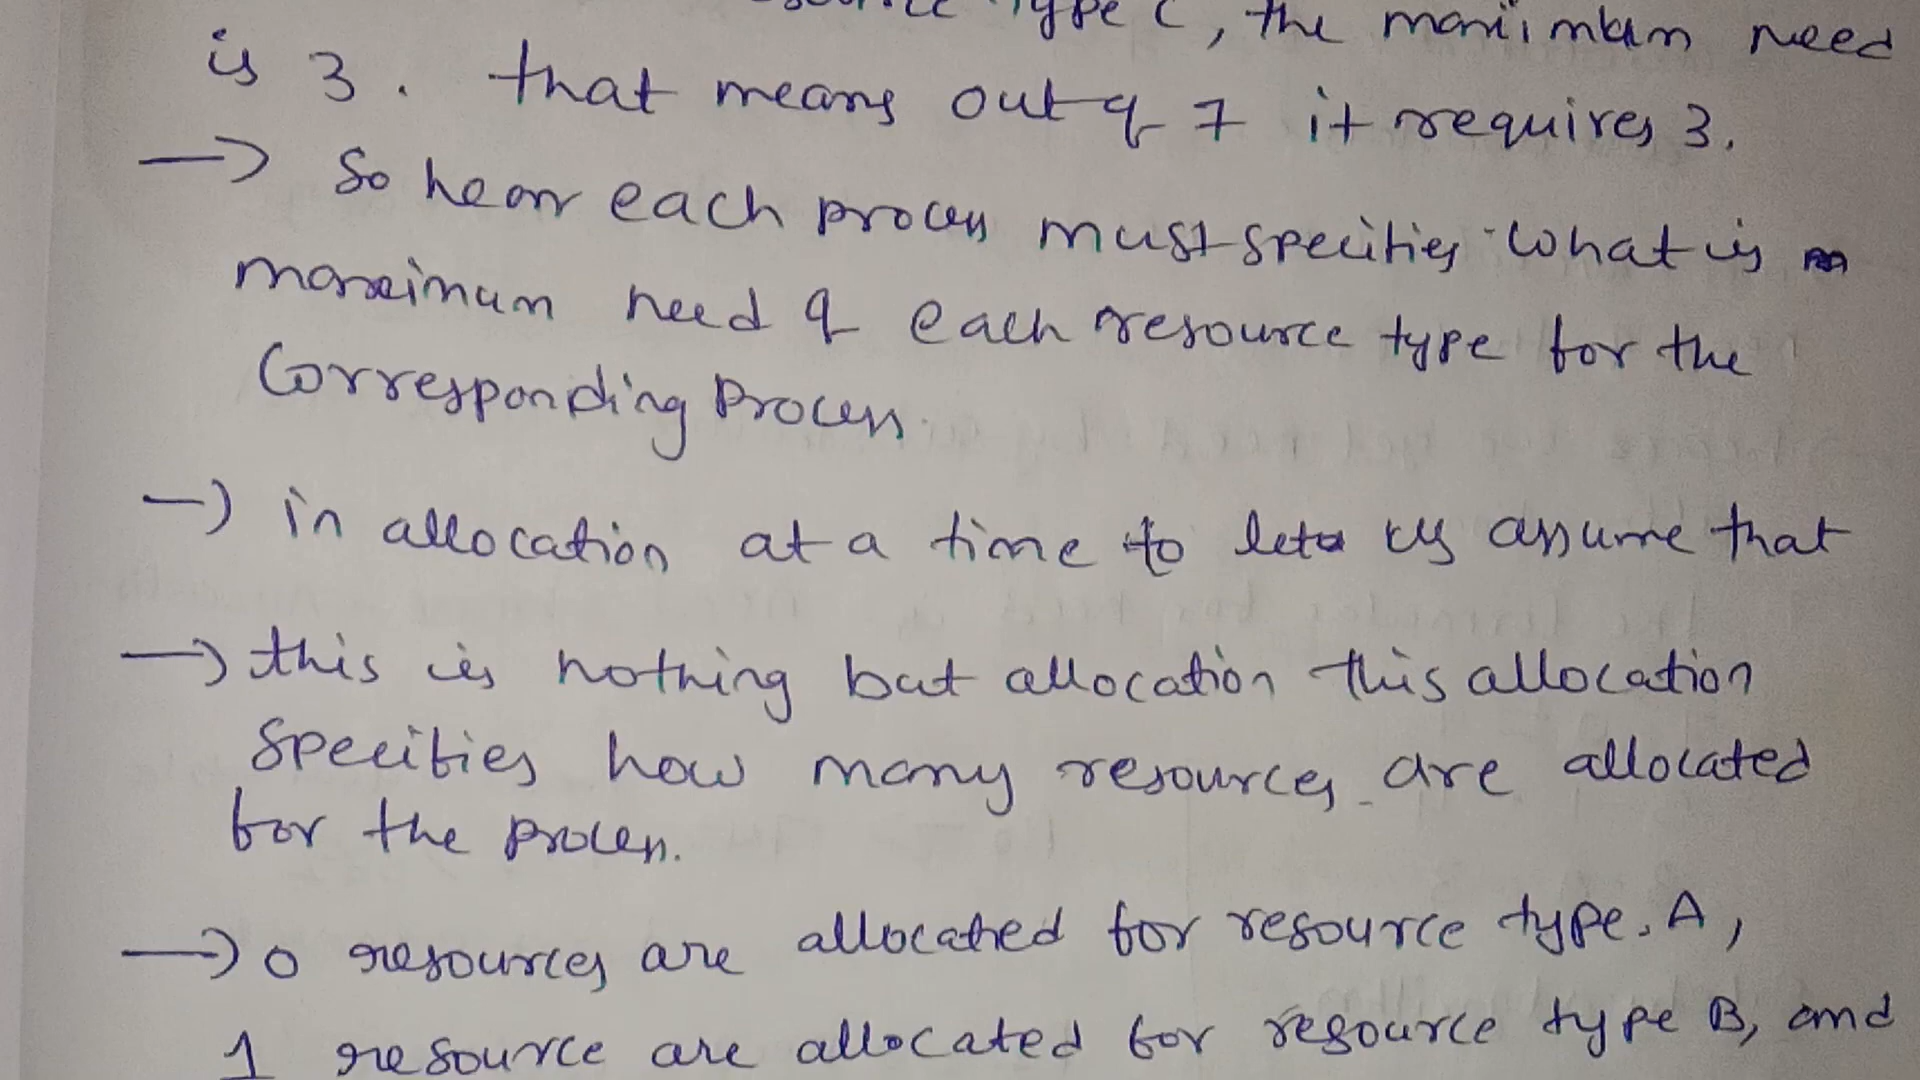 Type C, the maximum need
is 3. that means out of 7 it requires 3.
→ So hear each process must specifies what is
maximum need of each resource type for the
Corresponding process.
→ in allocation at a time to let us assume that
→ this is nothing but allocation this allocation
specifies how many resources are allocated
for the process.
→ 0 resources are allocated for resource type. A,
1 resource are allocated for resource type B, and